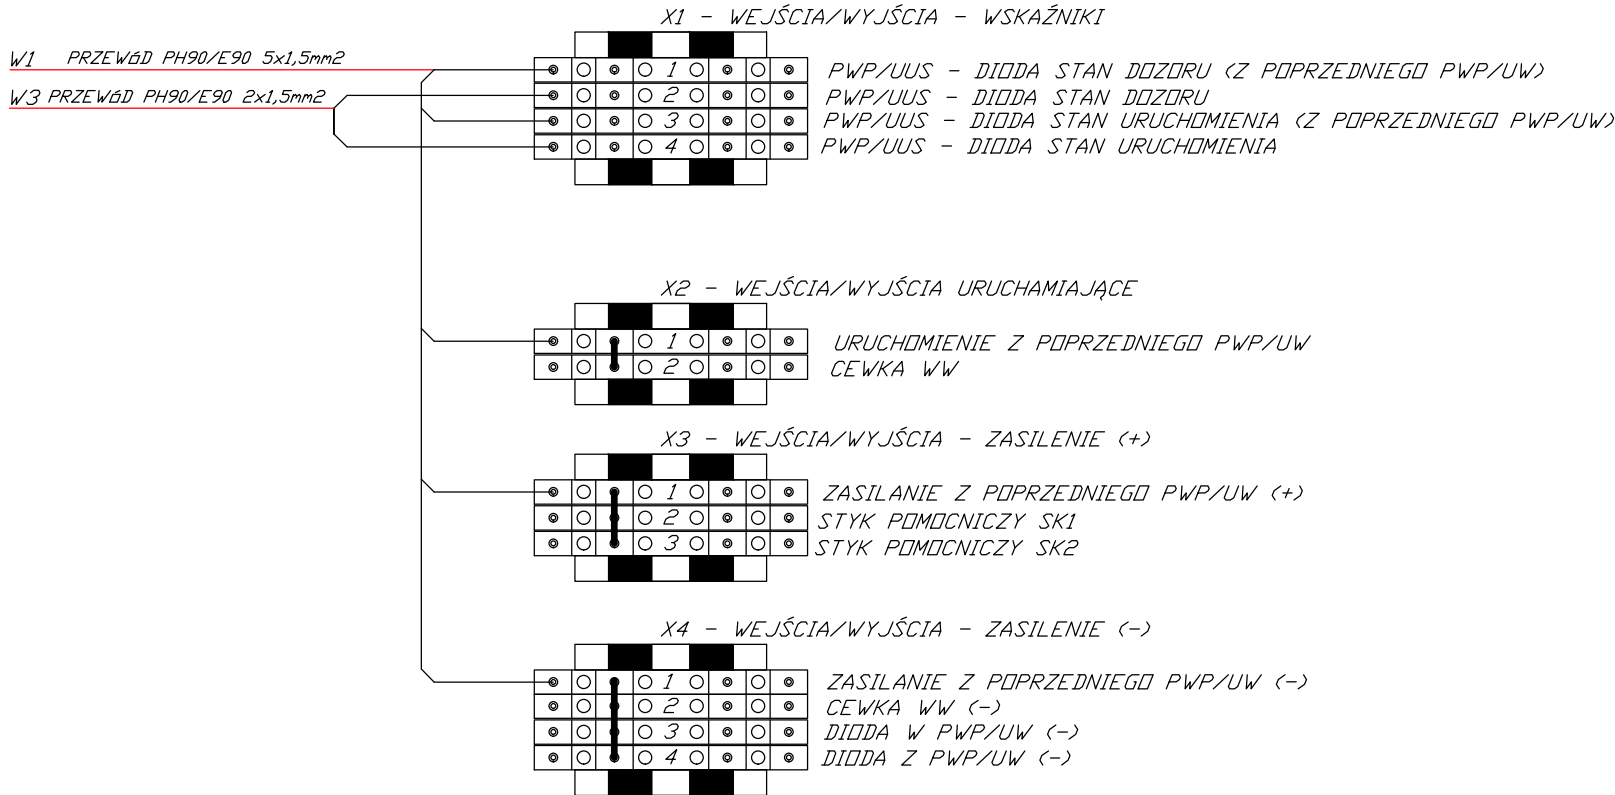 X1 - WEJŚCIA/WYJŚCIA - WSKAŹNIKI
W1 PRZEWóD PH90/E90 5x1,5mm2
W3 PRZEWóD PH90/E90 2x1,5mm2
1 PWP/UUS - DIODA STAN DOZORU (Z POPRZEDNIEGO PWP/UW)
2 PWP/UUS - DIODA STAN DOZORU
3 PWP/UUS - DIODA STAN URUCHOMIENIA (Z POPRZEDNIEGO PWP/UW)
4 PWP/UUS - DIODA STAN URUCHOMIENIA
X2 - WEJŚCIA/WYJŚCIA URUCHAMIAJĄCE
1 URUCHOMIENIE Z POPRZEDNIEGO PWP/UW
2 CEWKA WW
X3 - WEJŚCIA/WYJŚCIA - ZASILENIE (+)
1 ZASILANIE Z POPRZEDNIEGO PWP/UW (+)
2 STYK POMOCNICZY SK1
3 STYK POMOCNICZY SK2
X4 - WEJŚCIA/WYJŚCIA - ZASILENIE (-)
1 ZASILANIE Z POPRZEDNIEGO PWP/UW (-)
2 CEWKA WW (-)
3 DIODA W PWP/UW (-)
4 DIODA Z PWP/UW (-)